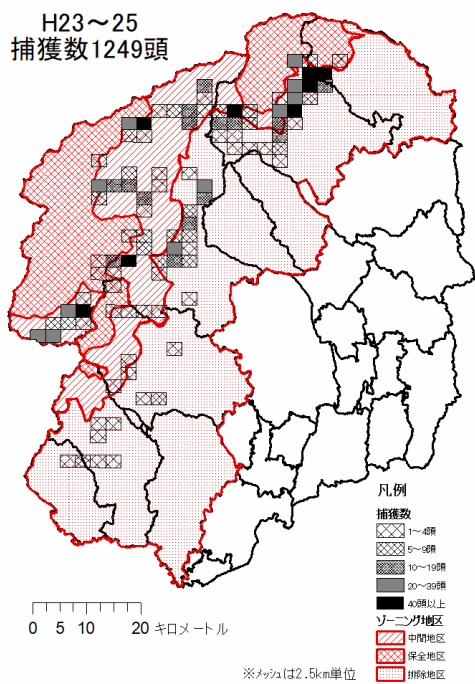 H23～25
捕獲数1249頭
凡例
捕獲数
1～4頭
5～9頭
10～19頭
20～39頭
40頭以上
ゾーニング地区
中間地区
保全地区
排除地区
0 5 10 20 キロメートル
※メッシュは2.5km単位